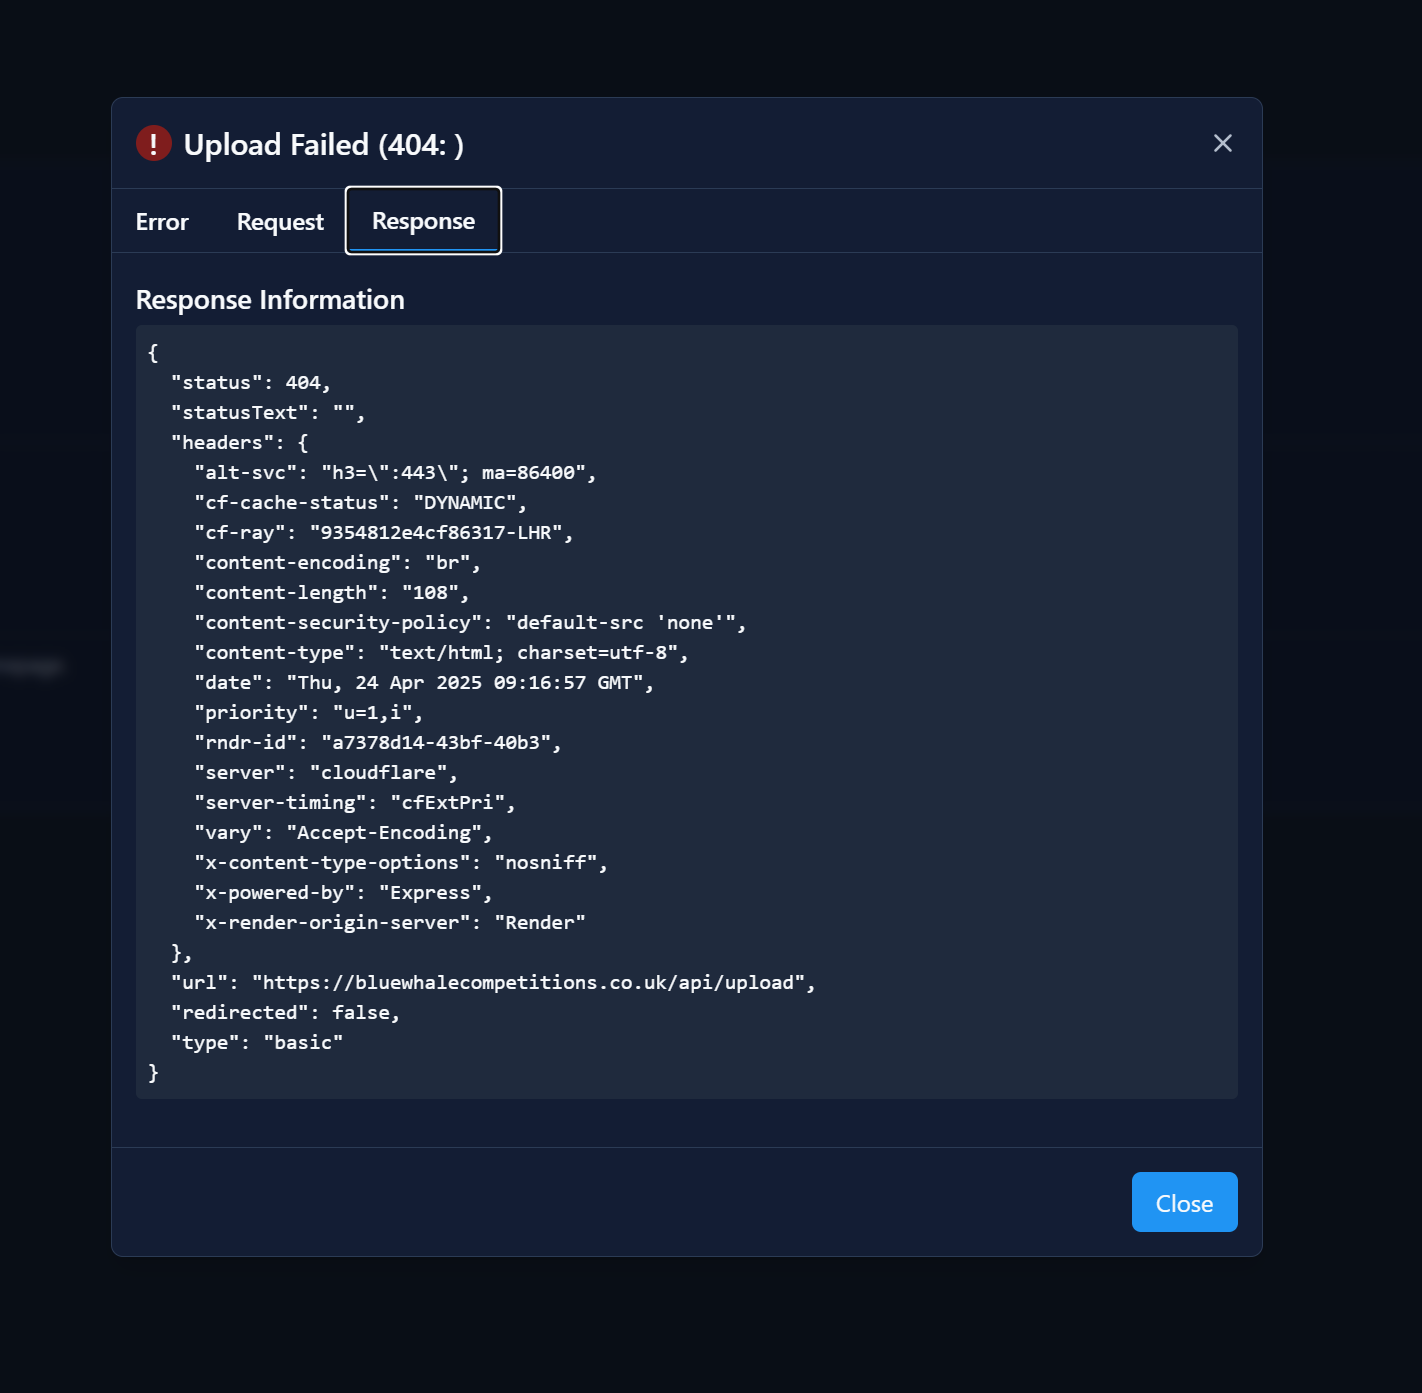 ! Upload Failed (404: )
Error Request Response
Response Information
{
  "status": 404,
  "statusText": "",
  "headers": {
    "alt-svc": "h3=\":443\"; ma=86400",
    "cf-cache-status": "DYNAMIC",
    "cf-ray": "9354812e4cf86317-LHR",
    "content-encoding": "br",
    "content-length": "108",
    "content-security-policy": "default-src 'none'",
    "content-type": "text/html; charset=utf-8",
    "date": "Thu, 24 Apr 2025 09:16:57 GMT",
    "priority": "u=1,i",
    "rndr-id": "a7378d14-43bf-40b3",
    "server": "cloudflare",
    "server-timing": "cfExtPri",
    "vary": "Accept-Encoding",
    "x-content-type-options": "nosniff",
    "x-powered-by": "Express",
    "x-render-origin-server": "Render"
  },
  "url": "https://bluewhalecompetitions.co.uk/api/upload",
  "redirected": false,
  "type": "basic"
}
Close